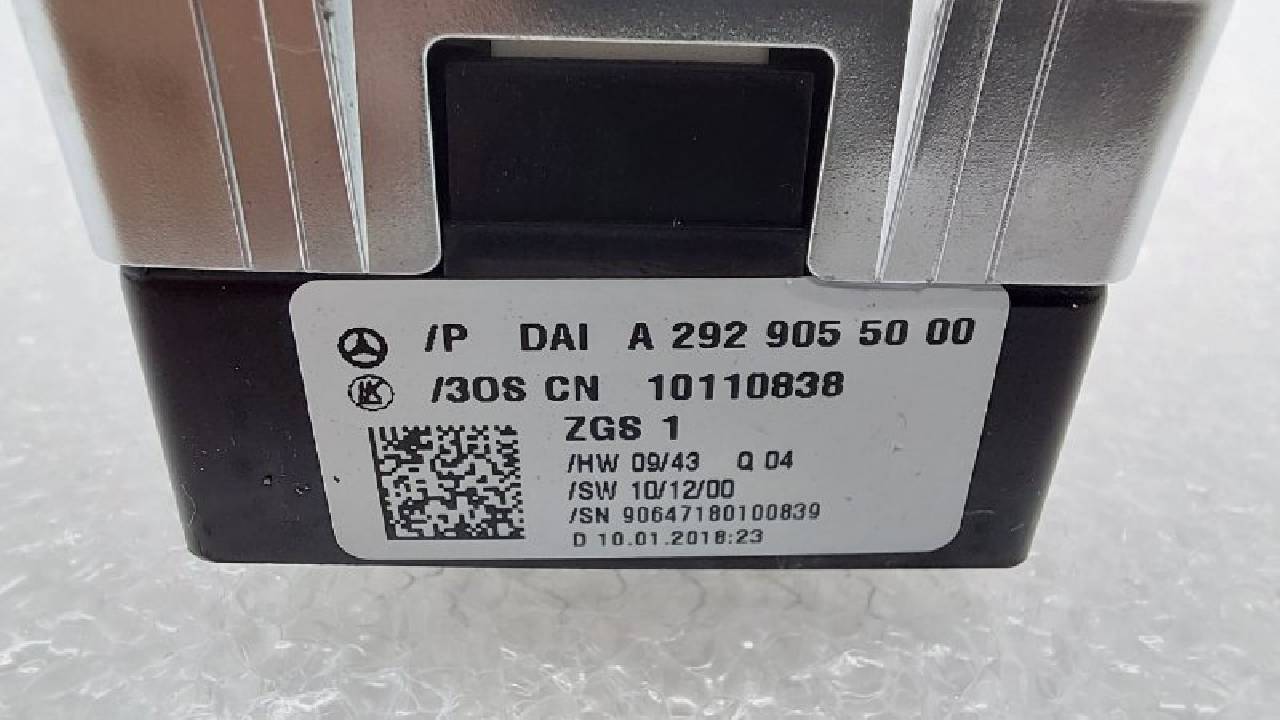 /P DAI A 292 905 50 00
/3OS CN 10110838
ZGS 1
/HW 09/43 Q 04
/SW 10/12/00
/SN 90647180100839
D 10.01.2018:23